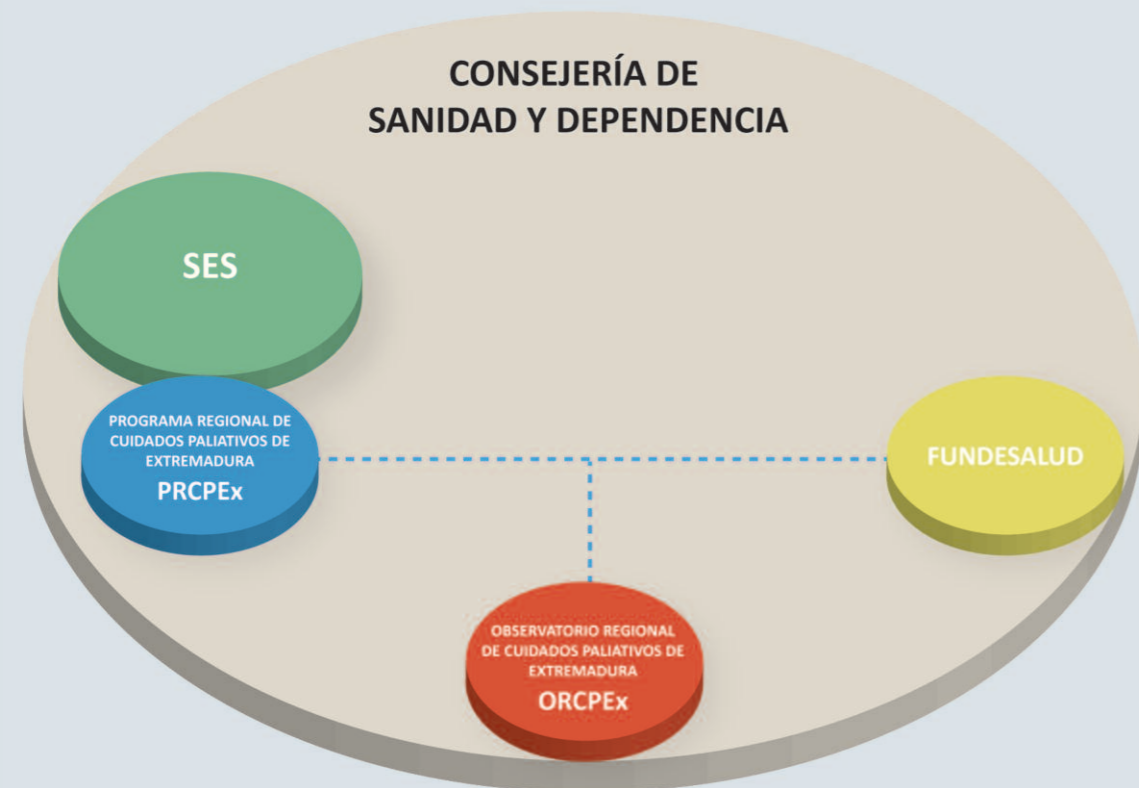 CONSEJERÍA DE
SANIDAD Y DEPENDENCIA
SES
PROGRAMA REGIONAL DE
CUIDADOS PALIATIVOS DE
EXTREMADURA
PRCPEx
FUNDESALUD
OBSERVATORIO REGIONAL
DE CUIDADOS PALIATIVOS DE
EXTREMADURA
ORCPEx